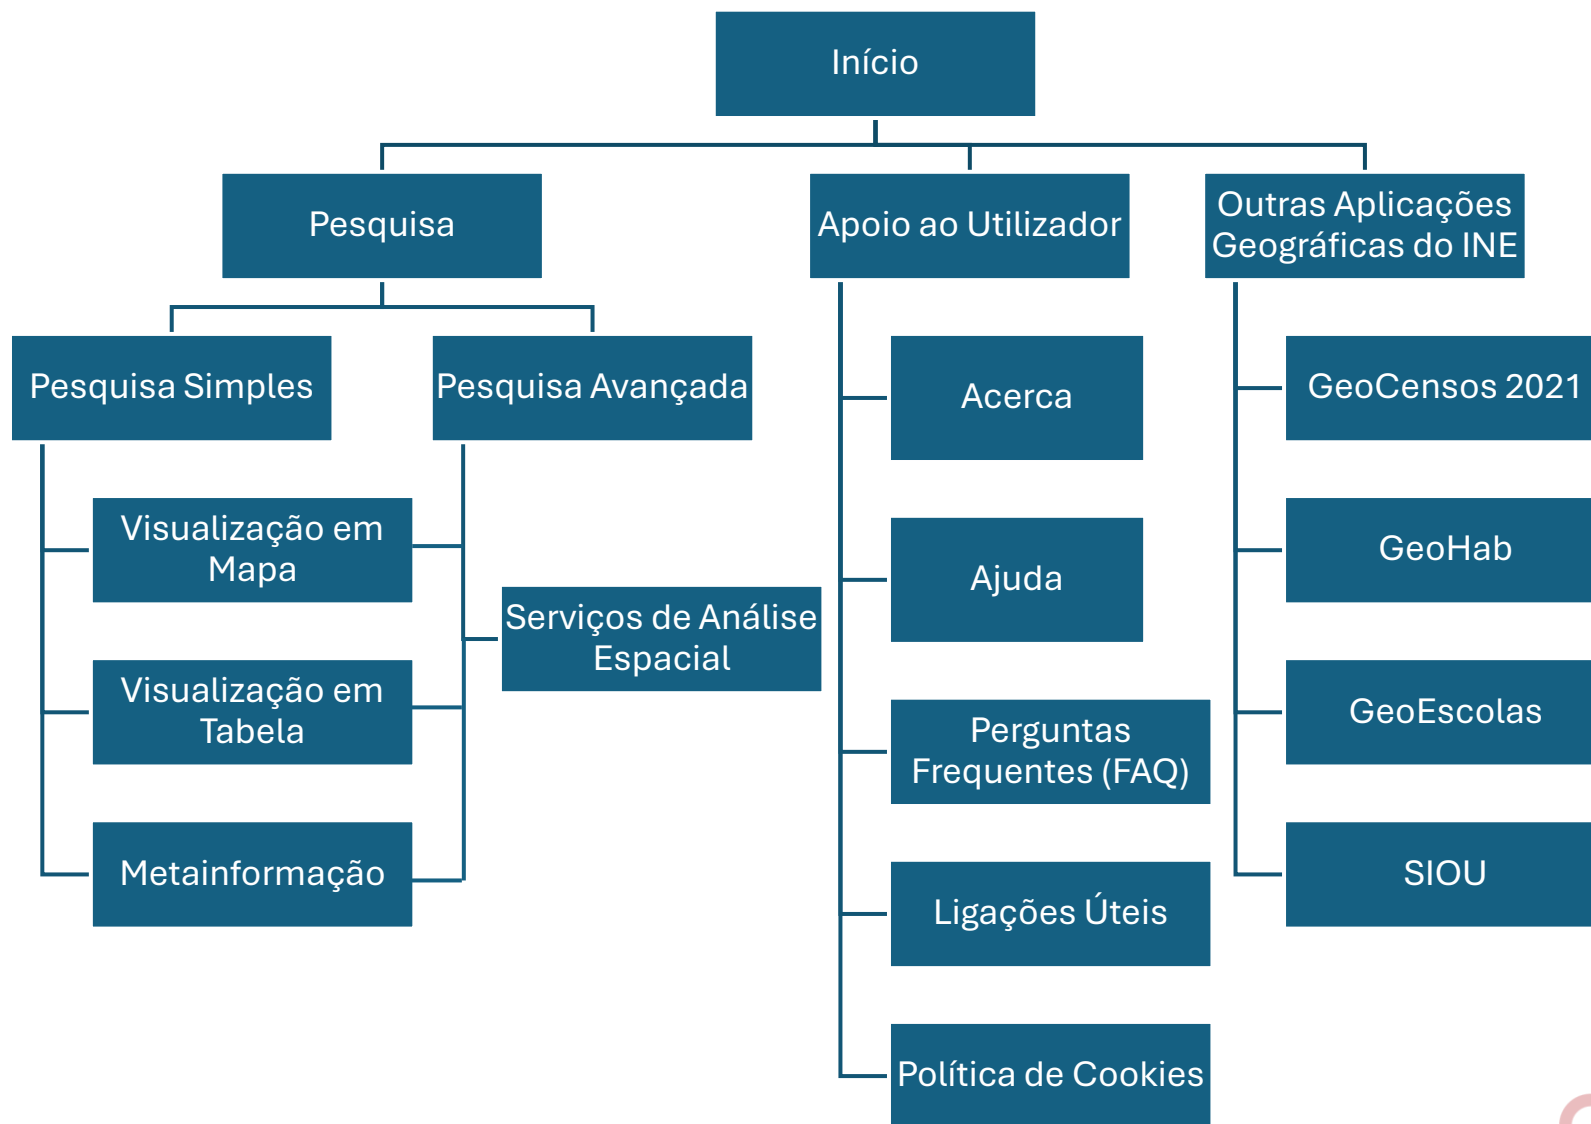 Início
Pesquisa
Apoio ao Utilizador
Outras Aplicações
Geográficas do INE
Pesquisa Simples
Pesquisa Avançada
Visualização em
Mapa
Visualização em
Tabela
Metainformação
Serviços de Análise
Espacial
Acerca
Ajuda
Perguntas
Frequentes (FAQ)
Ligações Úteis
Política de Cookies
GeoCensos 2021
GeoHab
GeoEscolas
SIOU